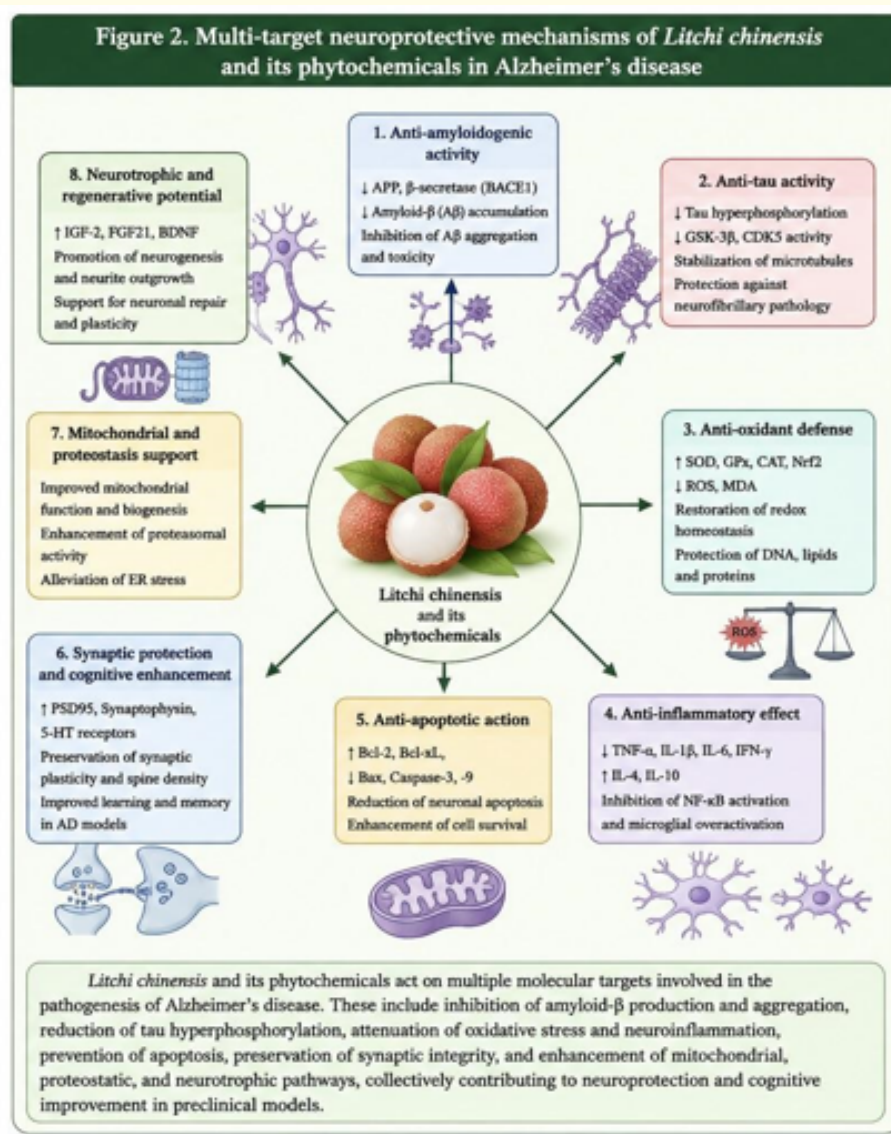 Figure 2. Multi-target neuroprotective mechanisms of Litchi chinensis
and its phytochemicals in Alzheimer's disease
1. Anti-amyloidogenic
activity
↓ APP, β-secretase (BACE1)
↓ Amyloid-β (Aβ) accumulation
Inhibition of Aβ aggregation
and toxicity
2. Anti-tau activity
↓ Tau hyperphosphorylation
↓ GSK-3β, CDK5 activity
Stabilization of microtubules
Protection against
neurofibrillary pathology
3. Anti-oxidant defense
↑ SOD, GPx, CAT, Nrf2
↓ ROS, MDA
Restoration of redox
homeostasis
Protection of DNA, lipids
and proteins
ROS
4. Anti-inflammatory effect
↓ TNF-α, IL-1β, IL-6, IFN-γ
↑ IL-4, IL-10
Inhibition of NF-κB activation
and microglial overactivation
5. Anti-apoptotic action
↑ Bcl-2, Bcl-xL,
↓ Bax, Caspase-3, -9
Reduction of neuronal apoptosis
Enhancement of cell survival
6. Synaptic protection
and cognitive enhancement
↑ PSD95, Synaptophysin,
5-HT receptors
Preservation of synaptic
plasticity and spine density
Improved learning and memory
in AD models
7. Mitochondrial and
proteostasis support
Improved mitochondrial
function and biogenesis
Enhancement of proteasomal
activity
Alleviation of ER stress
8. Neurotrophic and
regenerative potential
↑ IGF-2, FGF21, BDNF
Promotion of neurogenesis
and neurite outgrowth
Support for neuronal repair
and plasticity
Litchi chinensis
and its
phytochemicals
Litchi chinensis and its phytochemicals act on multiple molecular targets involved in the
pathogenesis of Alzheimer's disease. These include inhibition of amyloid-β production and aggregation,
reduction of tau hyperphosphorylation, attenuation of oxidative stress and neuroinflammation,
prevention of apoptosis, preservation of synaptic integrity, and enhancement of mitochondrial,
proteostatic, and neurotrophic pathways, collectively contributing to neuroprotection and cognitive
improvement in preclinical models.